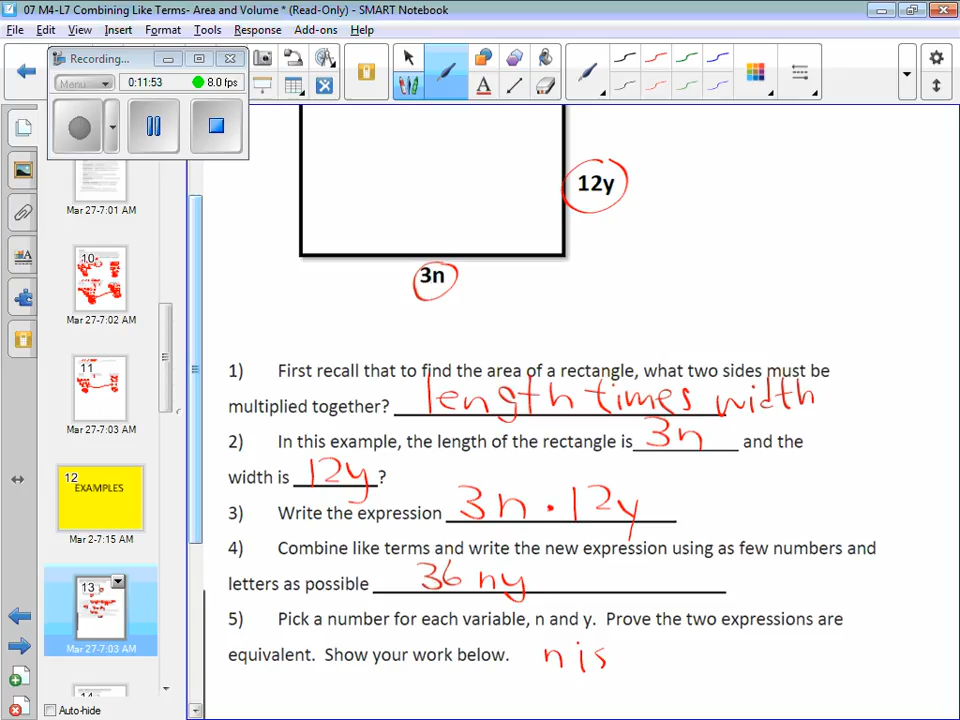 07 M4-L7 Combining Like Terms- Area and Volume * (Read-Only) - SMART Notebook
File Edit View Insert Format Tools Response Add-ons Help
Recording...
Menu 0:11:53 8.0 fps
Mar 27-7:01 AM
10
Mar 27-7:02 AM
11
Mar 27-7:03 AM
12
EXAMPLES
Mar 2-7:15 AM
13
Mar 27-7:03 AM
14
Auto-hide
12y
3n
1) First recall that to find the area of a rectangle, what two sides must be
multiplied together? length times width
2) In this example, the length of the rectangle is 3n and the
width is 12y ?
3) Write the expression 3n · 12y
4) Combine like terms and write the new expression using as few numbers and
letters as possible 36 ny
5) Pick a number for each variable, n and y. Prove the two expressions are
equivalent. Show your work below. n is